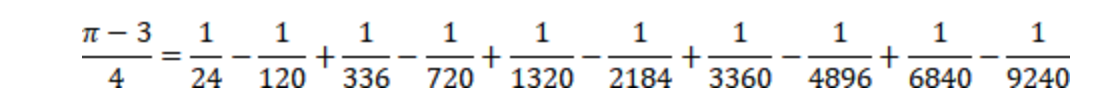 (π − 3)/4 = 1/24 − 1/120 + 1/336 − 1/720 + 1/1320 − 1/2184 + 1/3360 − 1/4896 + 1/6840 − 1/9240